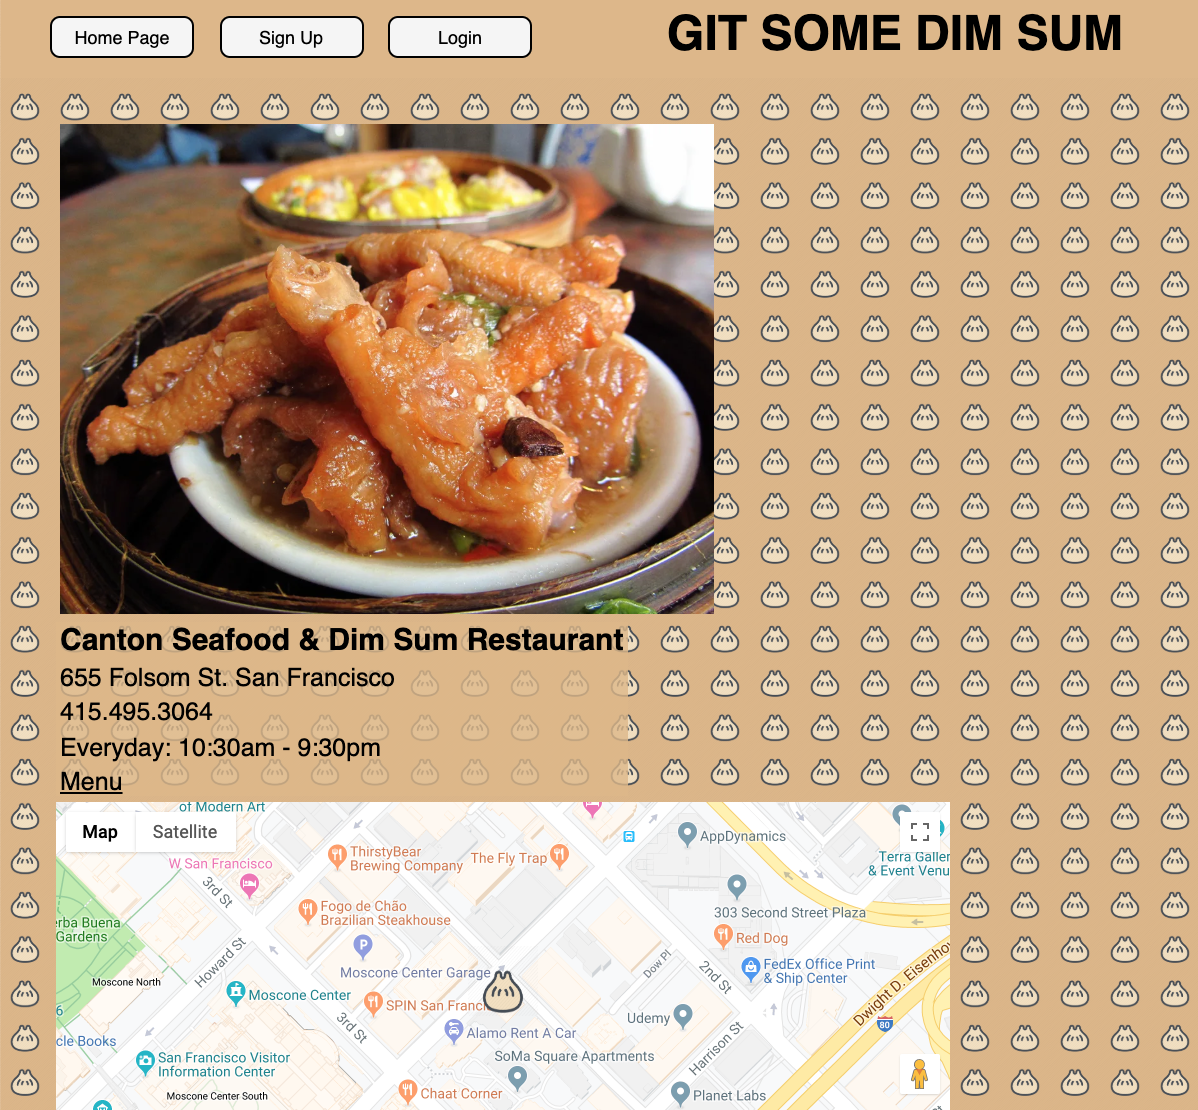 Home Page
Sign Up
Login
GIT SOME DIM SUM
Canton Seafood & Dim Sum Restaurant
655 Folsom St. San Francisco
415.495.3064
Everyday: 10:30am - 9:30pm
Menu
of Modern Art
Map
Satellite
AppDynamics
W San Francisco
ThirstyBear
Brewing Company
The Fly Trap
Terra Galler
& Event Venu
3rd St
Fogo de Chão
Brazilian Steakhouse
303 Second Street Plaza
erba Buena
Gardens
Red Dog
Howard St
Moscone Center Garage
Dow Pl
2nd St
FedEx Office Print
& Ship Center
Dwight D. Eisenho
Moscone North
Moscone Center
SPIN San Franc
6
3rd St
Alamo Rent A Car
Udemy
Harrison St
80
cle Books
San Francisco Visitor
Information Center
SoMa Square Apartments
Moscone Center South
Chaat Corner
Planet Labs